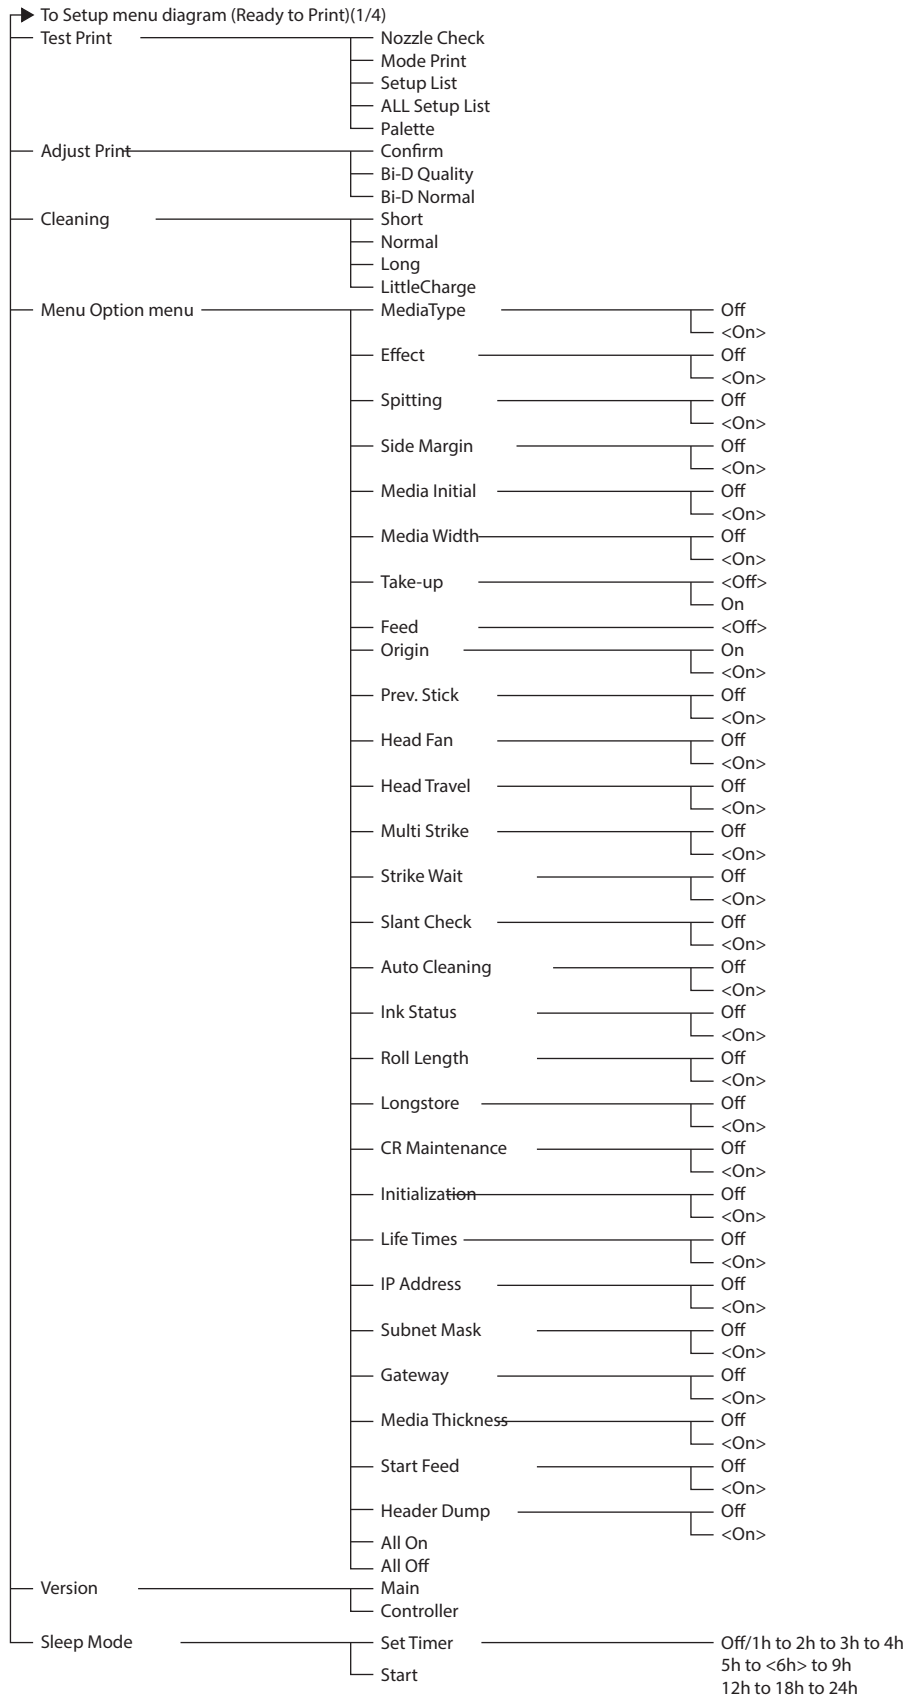 To Setup menu diagram (Ready to Print)(1/4)
Test Print Nozzle Check
Mode Print
Setup List
ALL Setup List
Palette
Adjust Print Confirm
Bi-D Quality
Bi-D Normal
Cleaning Short
Normal
Long
LittleCharge
Menu Option menu MediaType Off
<On>
Effect Off
<On>
Spitting Off
<On>
Side Margin Off
<On>
Media Initial Off
<On>
Media Width Off
<On>
Take-up <Off>
On
Feed <Off>
Origin On
<On>
Prev. Stick Off
<On>
Head Fan Off
<On>
Head Travel Off
<On>
Multi Strike Off
<On>
Strike Wait Off
<On>
Slant Check Off
<On>
Auto Cleaning Off
<On>
Ink Status Off
<On>
Roll Length Off
<On>
Longstore Off
<On>
CR Maintenance Off
<On>
Initialization Off
<On>
Life Times Off
<On>
IP Address Off
<On>
Subnet Mask Off
<On>
Gateway Off
<On>
Media Thickness Off
<On>
Start Feed Off
<On>
Header Dump Off
<On>
All On
All Off
Version Main
Controller
Sleep Mode Set Timer Off/1h to 2h to 3h to 4h
5h to <6h> to 9h
Start
12h to 18h to 24h